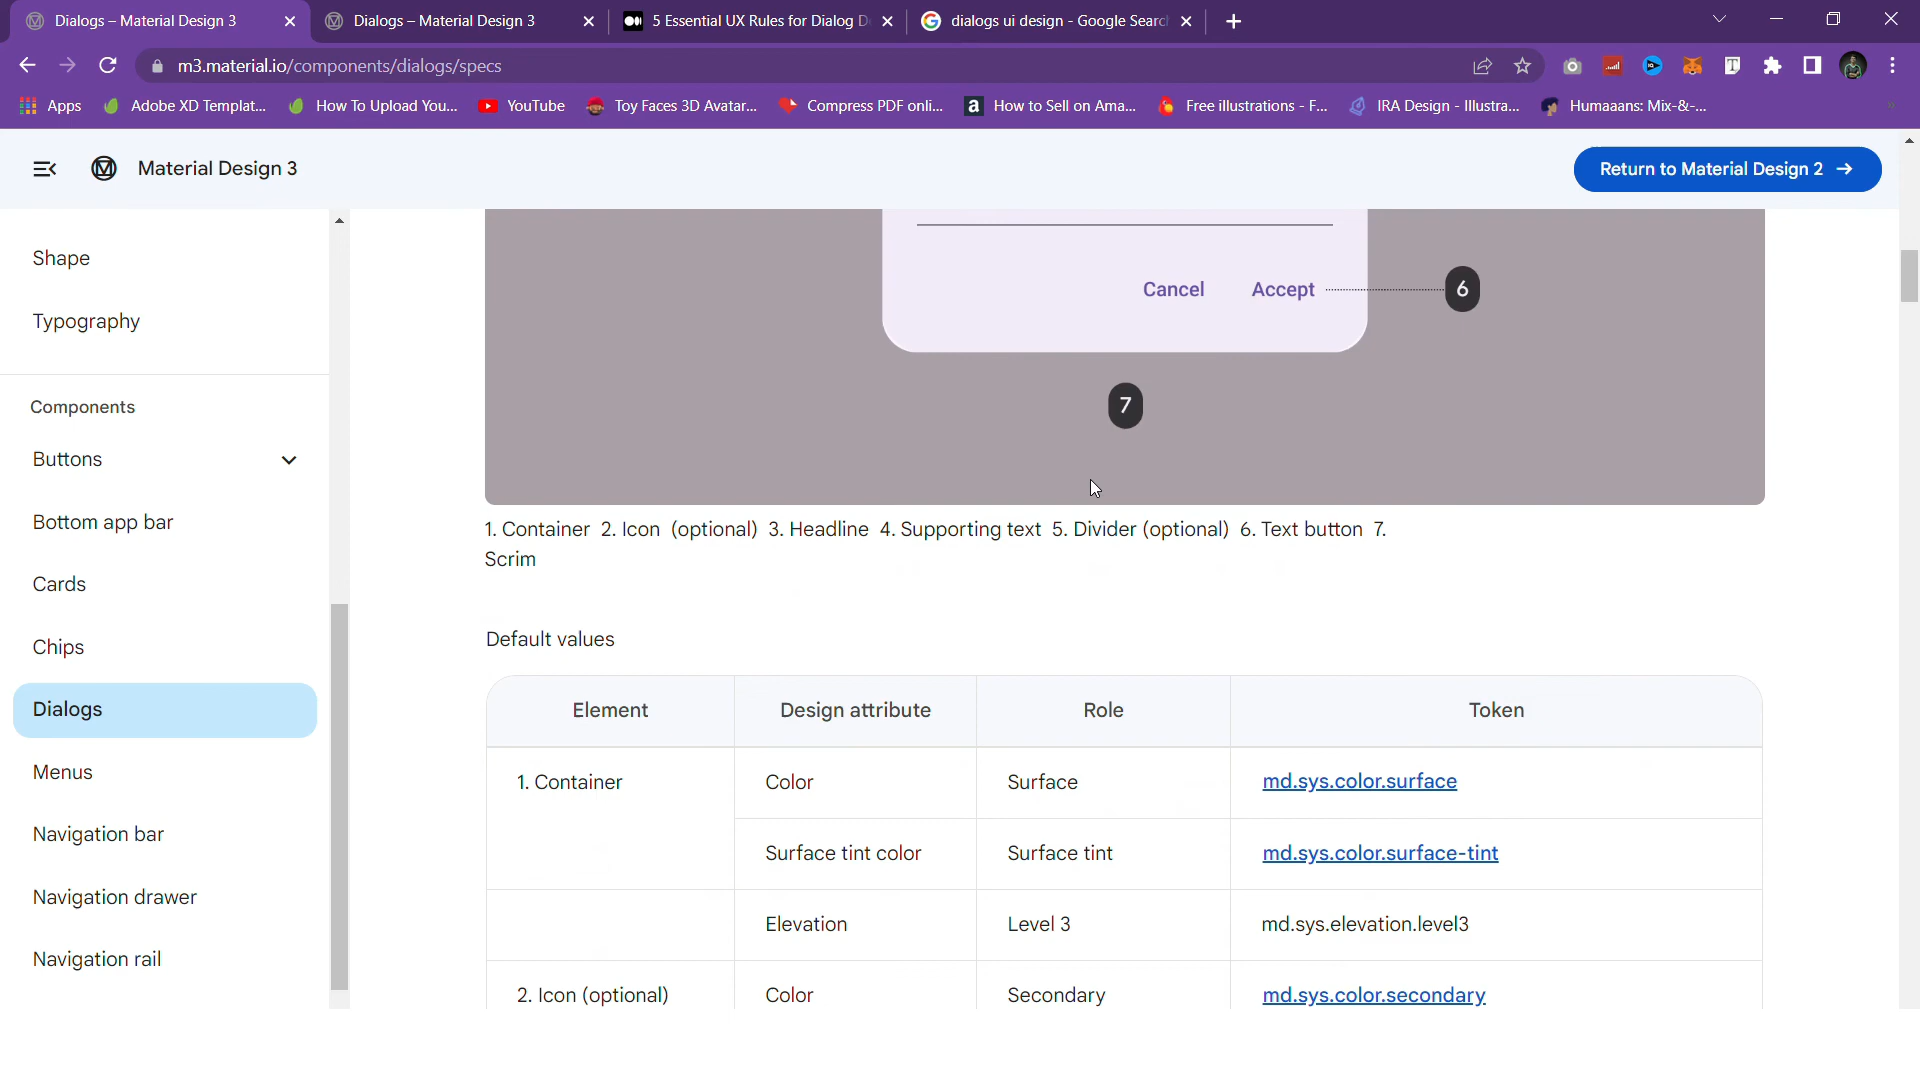 Dialogs – Material Design 3
Dialogs – Material Design 3
5 Essential UX Rules for Dialog D
dialogs ui design - Google Search
m3.material.io/components/dialogs/specs
Apps
Adobe XD Templat...
How To Upload You...
YouTube
Toy Faces 3D Avatar...
Compress PDF onli...
How to Sell on Ama...
Free illustrations - F...
IRA Design - Illustra...
Humaaans: Mix-&-...
Material Design 3
Return to Material Design 2
Shape
Typography
Components
Buttons
Bottom app bar
Cards
Chips
Dialogs
Menus
Navigation bar
Navigation drawer
Navigation rail
Cancel Accept 6
7
1. Container 2. Icon (optional) 3. Headline 4. Supporting text 5. Divider (optional) 6. Text button 7.
Scrim
Default values
Element Design attribute Role Token
1. Container Color Surface md.sys.color.surface
Surface tint color Surface tint md.sys.color.surface-tint
Elevation Level 3 md.sys.elevation.level3
2. Icon (optional) Color Secondary md.sys.color.secondary